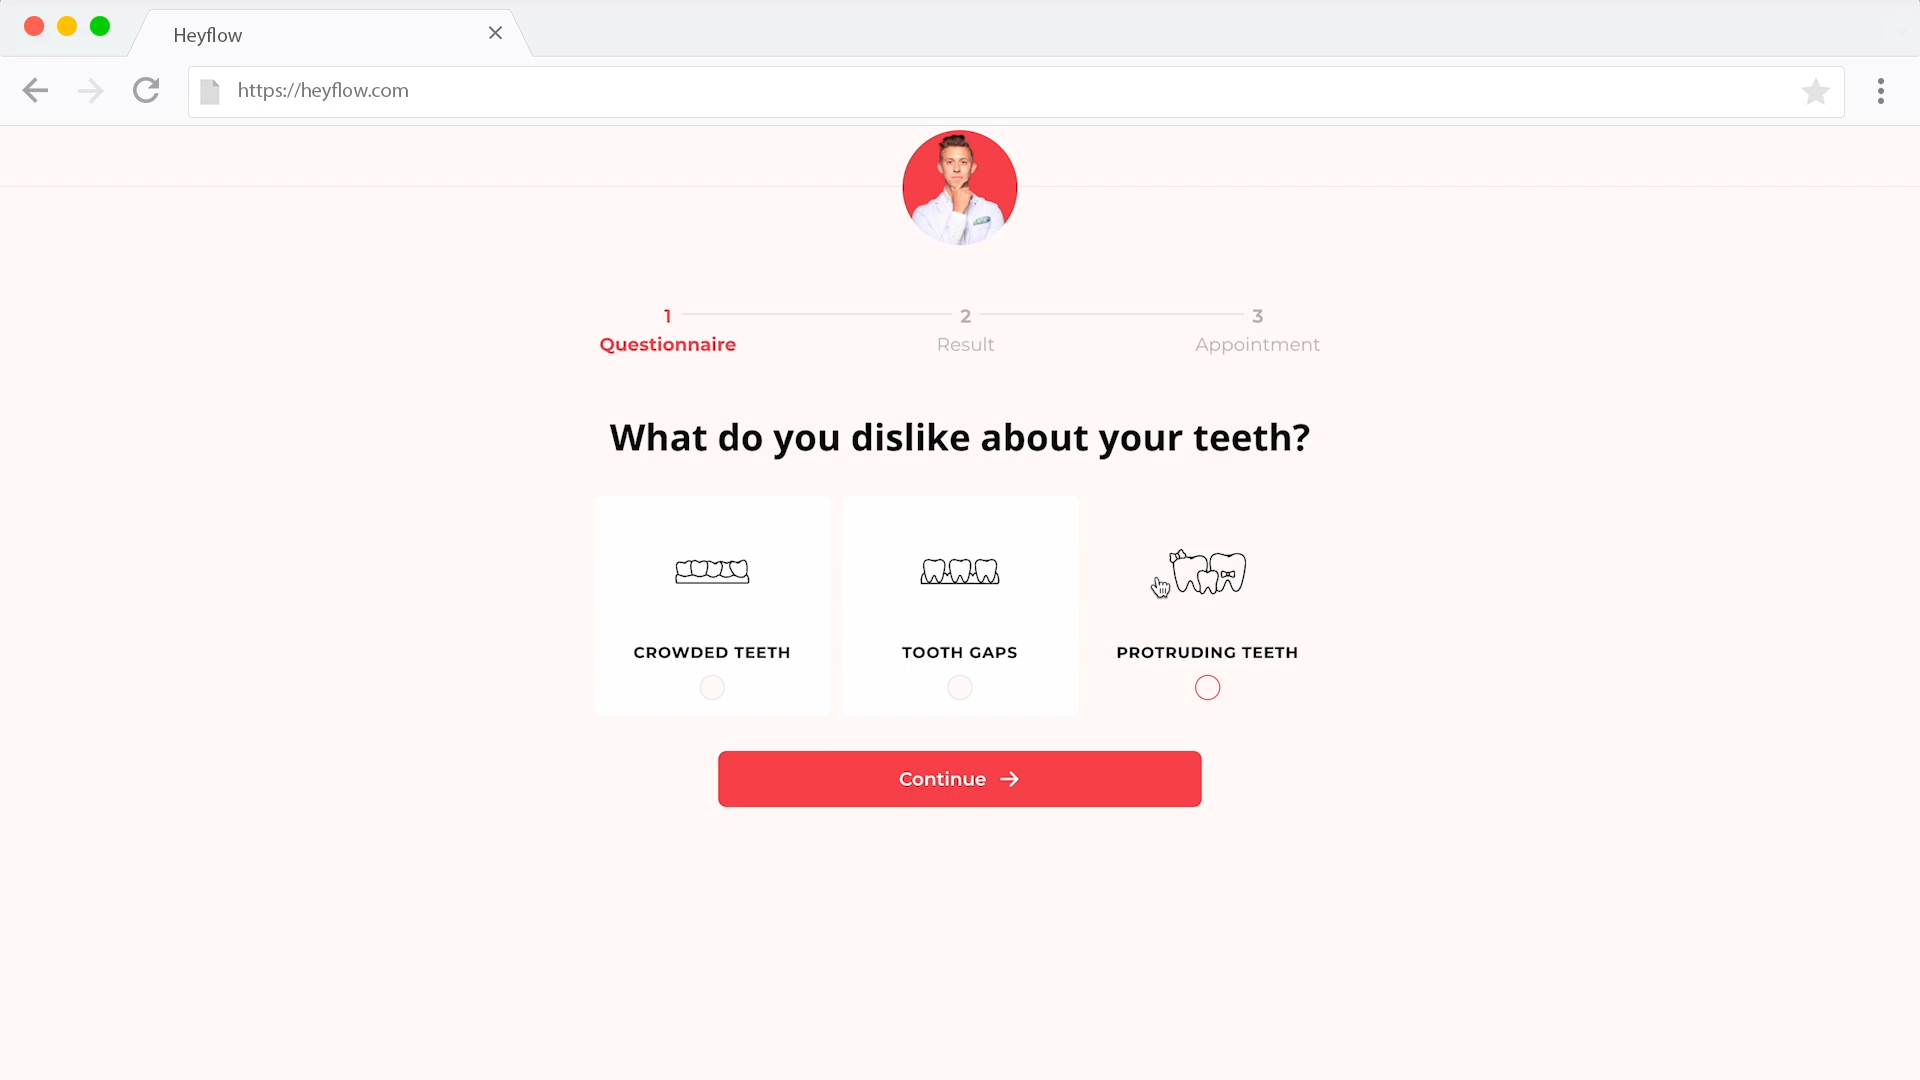 Heyflow
https://heyflow.com
1
2
3
Questionnaire
Result
Appointment
What do you dislike about your teeth?
CROWDED TEETH
TOOTH GAPS
PROTRUDING TEETH
Continue →